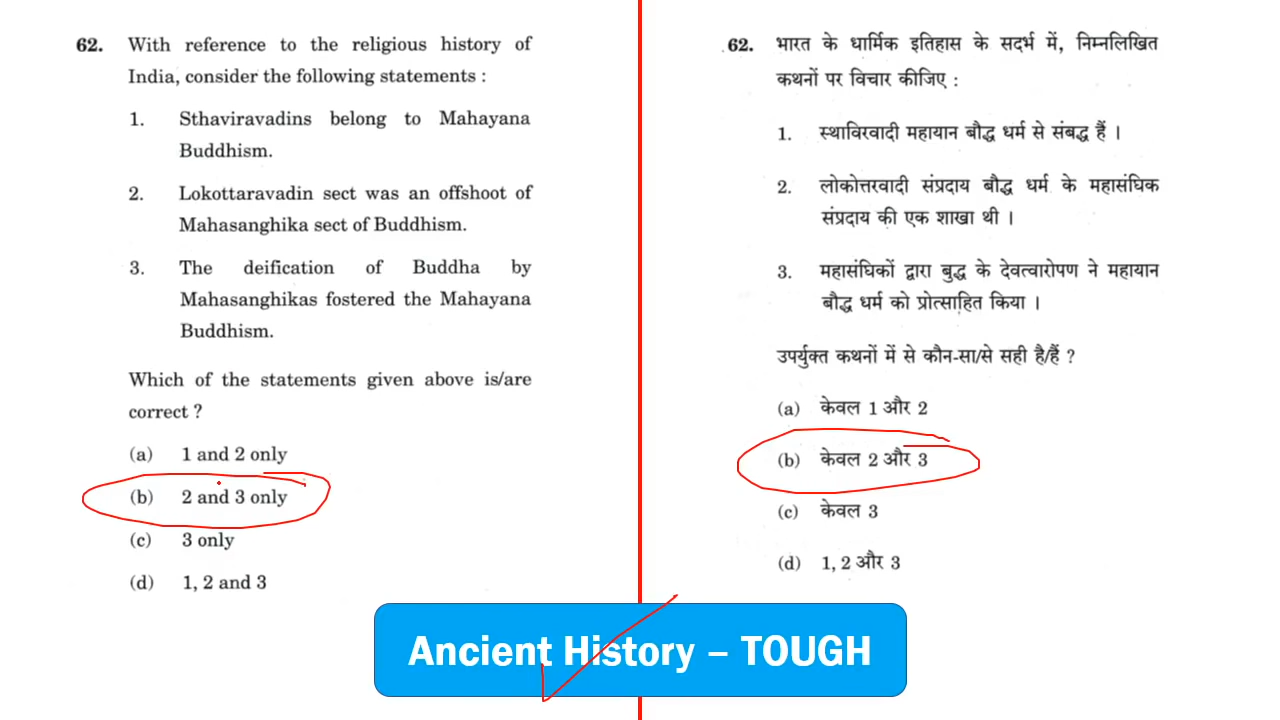 62. With reference to the religious history of
India, consider the following statements :
1. Sthaviravadins belong to Mahayana
Buddhism.
2. Lokottaravadin sect was an offshoot of
Mahasanghika sect of Buddhism.
3. The deification of Buddha by
Mahasanghikas fostered the Mahayana
Buddhism.
Which of the statements given above is/are
correct ?
(a) 1 and 2 only
(b) 2 and 3 only
(c) 3 only
(d) 1, 2 and 3
62. भारत के धार्मिक इतिहास के सदर्भ में, निम्नलिखित
कथनों पर विचार कीजिए :
1. स्थाविरवादी महायान बौद्ध धर्म से संबद्ध हैं ।
2. लोकोत्तरवादी संप्रदाय बौद्ध धर्म के महासंघिक
संप्रदाय की एक शाखा थी ।
3. महासंघिकों द्वारा बुद्ध के देवत्वारोपण ने महायान
बौद्ध धर्म को प्रोत्साहित किया ।
उपर्युक्त कथनों में से कौन-सा/से सही है/हैं ?
(a) केवल 1 और 2
(b) केवल 2 और 3
(c) केवल 3
(d) 1, 2 और 3
Ancient History – TOUGH